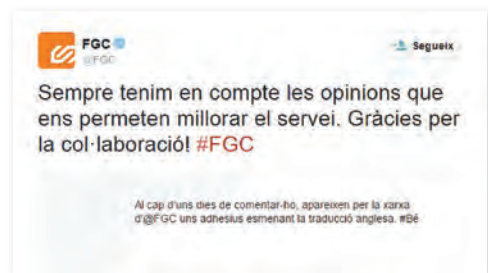 FGC
@FGC
Segueix
Sempre tenim en compte les opinions que
ens permeten millorar el servei. Gràcies per
la col·laboració! #FGC
Al cap d'uns dies de comentar-ho, apareixen per la xarxa
d'@FGC uns adhesius esmenant la traducció anglesa. #Bé